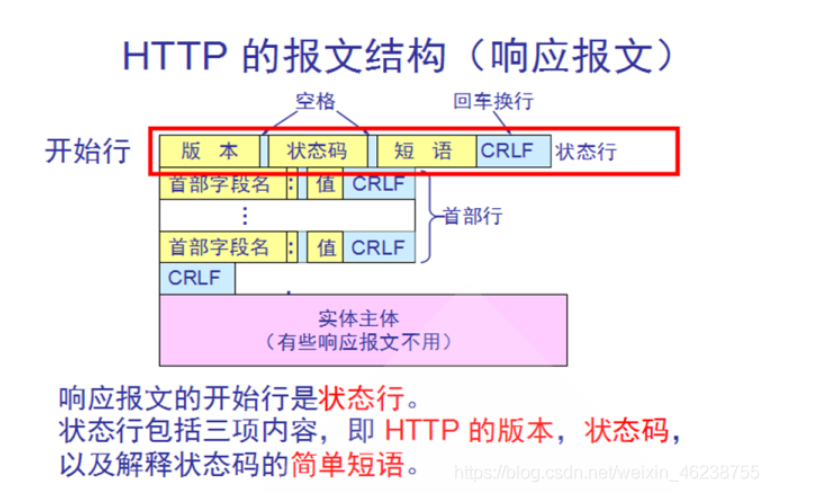 HTTP 的报文结构（响应报文）
空格 回车换行
开始行 版 本 状态码 短 语 CRLF 状态行
首部字段名 : 值 CRLF
⋮ 首部行
首部字段名 : 值 CRLF
CRLF
实体主体
（有些响应报文不用）
响应报文的开始行是状态行。
状态行包括三项内容，即 HTTP 的版本，状态码，
以及解释状态码的简单短语。
https://blog.csdn.net/weixin_46238755